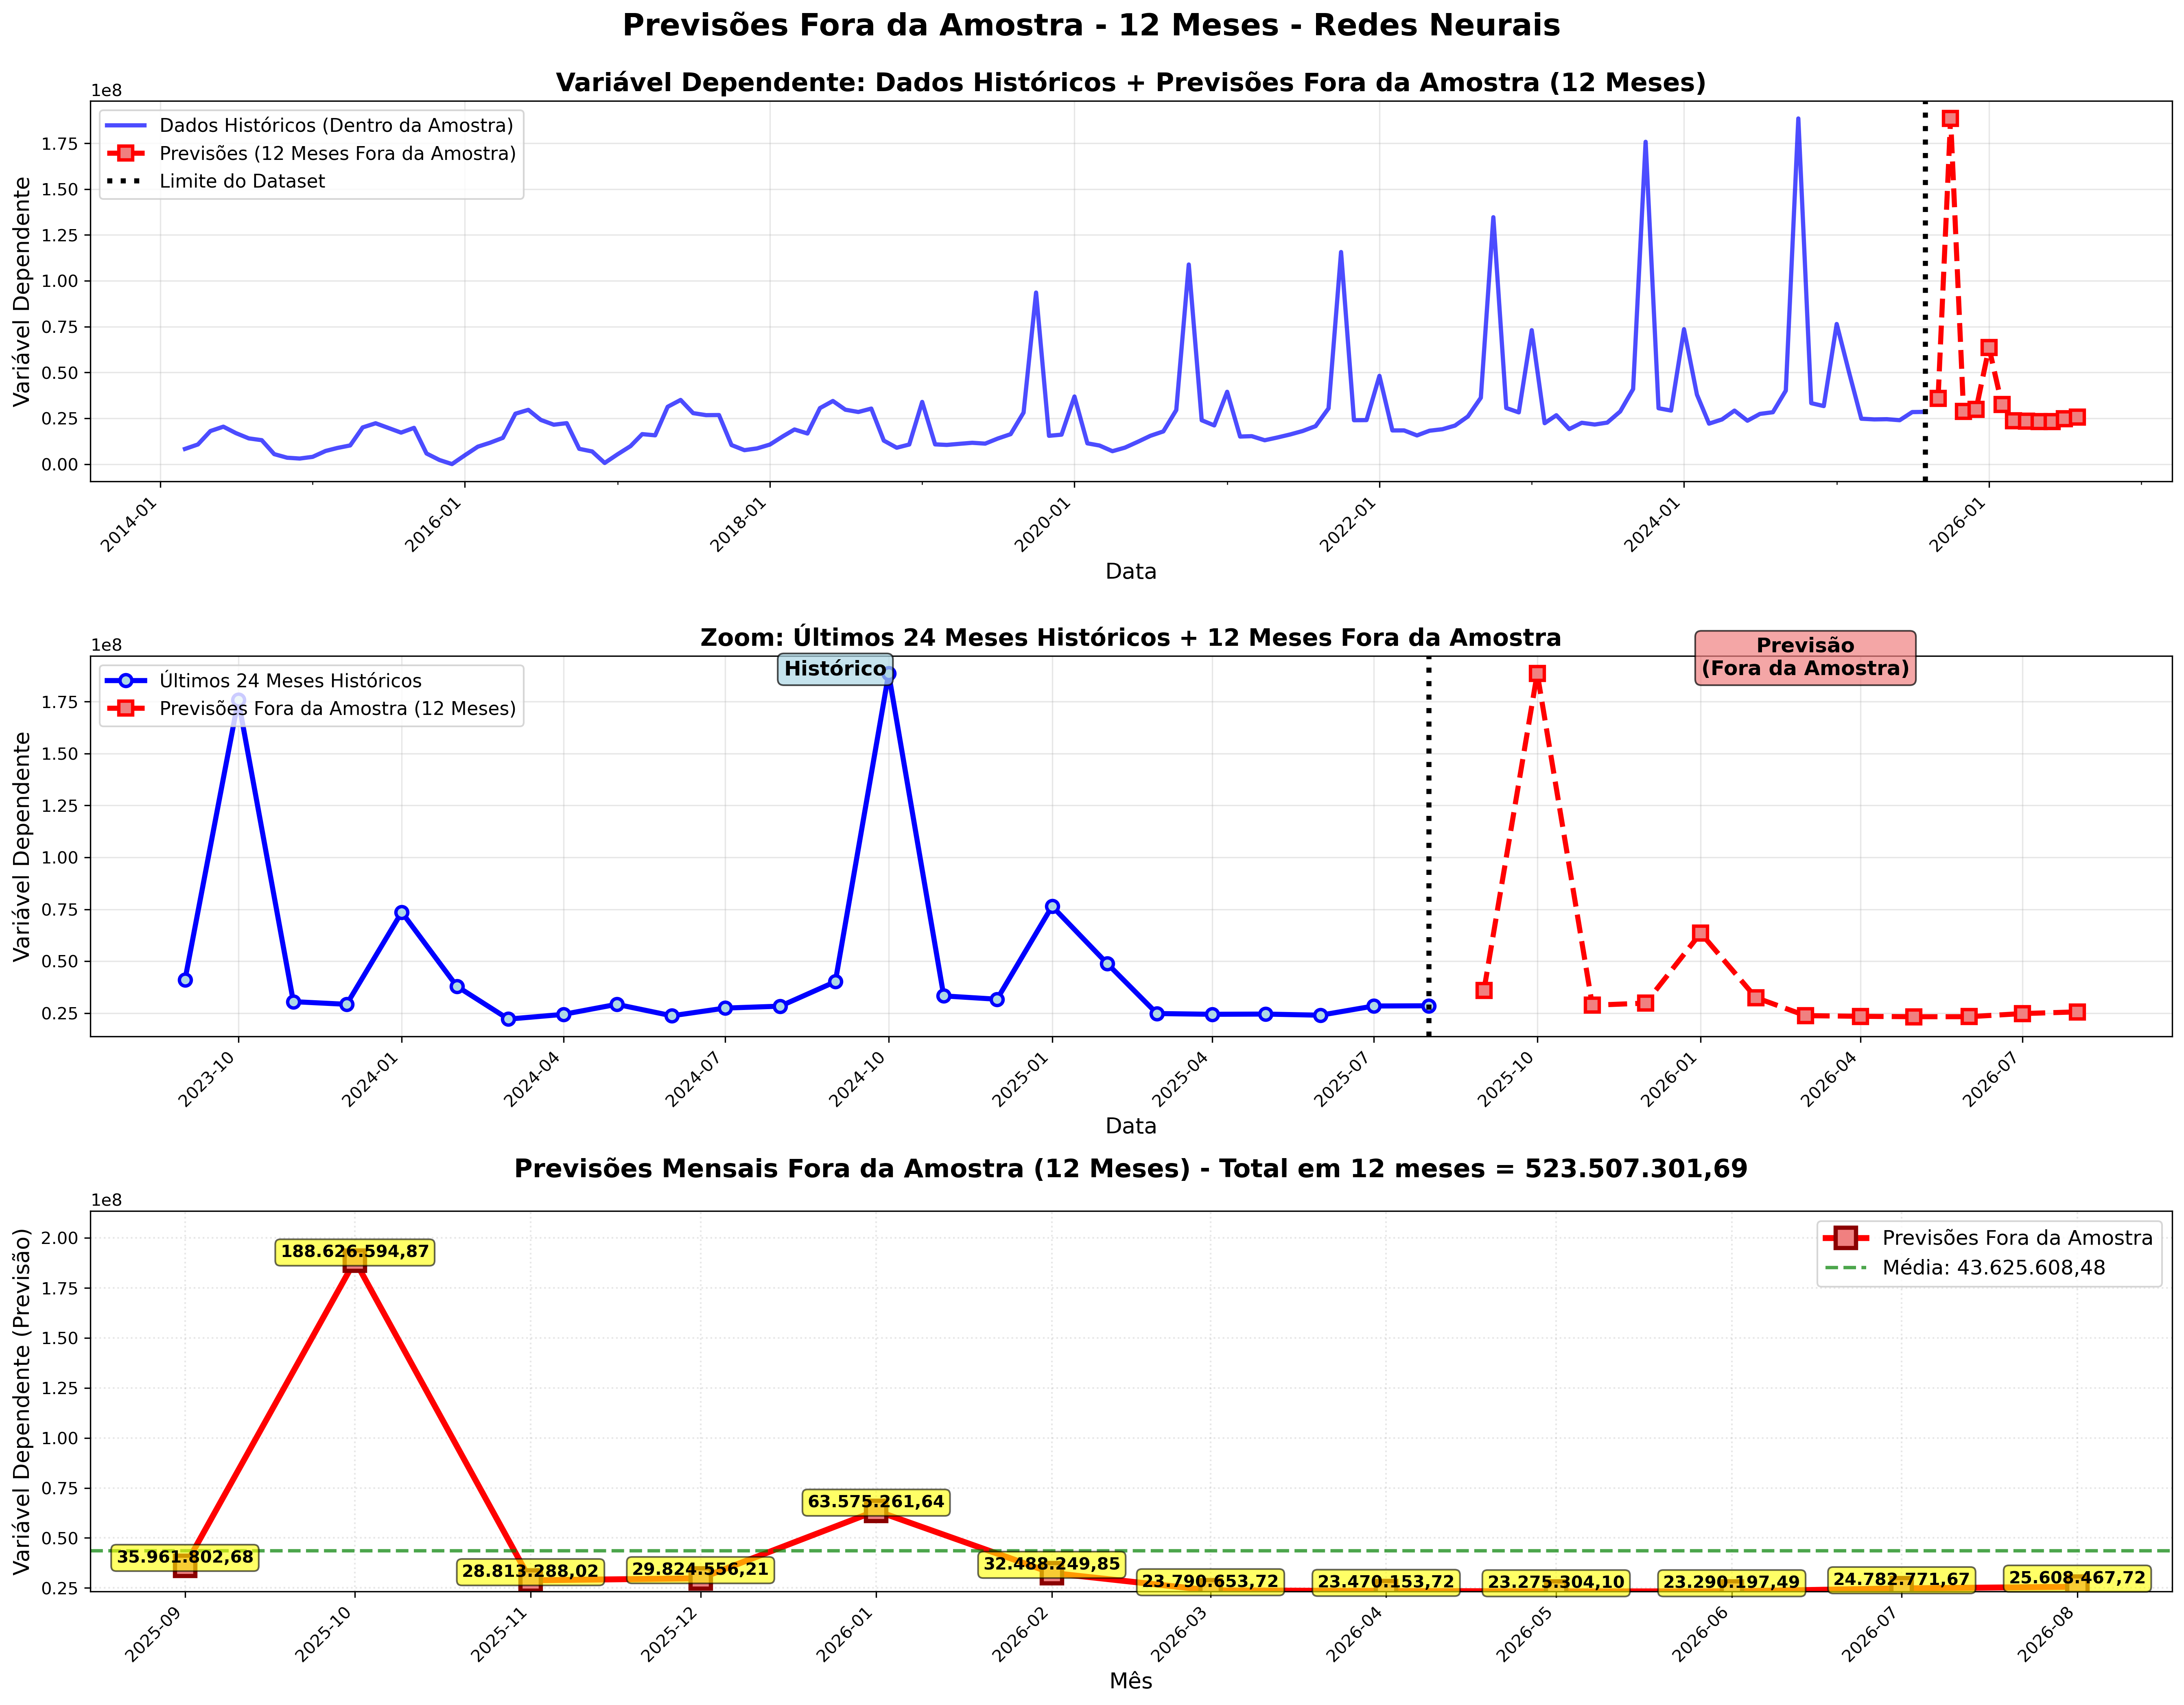 Previsões Fora da Amostra - 12 Meses - Redes Neurais
Variável Dependente: Dados Históricos + Previsões Fora da Amostra (12 Meses)
1e8
Dados Históricos (Dentro da Amostra)
Previsões (12 Meses Fora da Amostra)
Limite do Dataset
Variável Dependente
1.75
1.50
1.25
1.00
0.75
0.50
0.25
0.00
2014-01
2016-01
2018-01
2020-01
2022-01
2024-01
2026-01
Data
Zoom: Últimos 24 Meses Históricos + 12 Meses Fora da Amostra
1e8
Últimos 24 Meses Históricos
Previsões Fora da Amostra (12 Meses)
Histórico
Previsão
(Fora da Amostra)
Variável Dependente
1.75
1.50
1.25
1.00
0.75
0.50
0.25
2023-10
2024-01
2024-04
2024-07
2024-10
2025-01
2025-04
2025-07
2025-10
2026-01
2026-04
2026-07
Data
Previsões Mensais Fora da Amostra (12 Meses) - Total em 12 meses = 523.507.301,69
1e8
Previsões Fora da Amostra
Média: 43.625.608,48
Variável Dependente (Previsão)
2.00
1.75
1.50
1.25
1.00
0.75
0.50
0.25
35.961.802,68
188.626.594,87
28.813.288,02
29.824.556,21
63.575.261,64
32.488.249,85
23.790.653,72
23.470.153,72
23.275.304,10
23.290.197,49
24.782.771,67
25.608.467,72
2025-09
2025-10
2025-11
2025-12
2026-01
2026-02
2026-03
2026-04
2026-05
2026-06
2026-07
2026-08
Mês